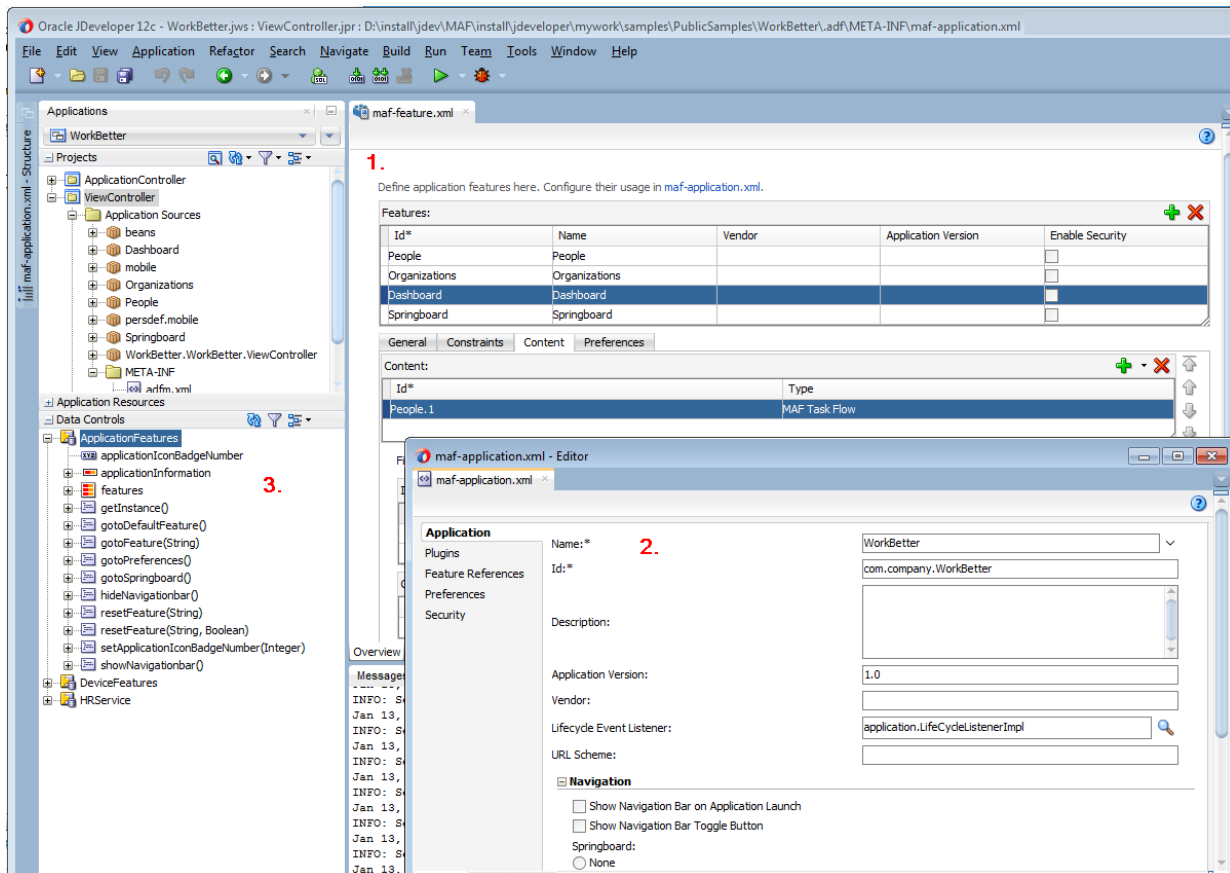 Oracle JDeveloper 12c - WorkBetter.jws : ViewController.jpr : D:\install\jdev\MAF\install\jdeveloper\mywork\samples\PublicSamples\WorkBetter\.adf\META-INF\maf-application.xml
File Edit View Application Refactor Search Navigate Build Run Team Tools Window Help
maf-application.xml - Structure
Applications
WorkBetter
Projects
ApplicationController
ViewController
Application Sources
beans
Dashboard
mobile
Organizations
People
persdef.mobile
Springboard
WorkBetter.WorkBetter.ViewController
META-INF
adfm.xml
Application Resources
Data Controls
ApplicationFeatures
applicationIconBadgeNumber
applicationInformation
features
3.
getInstance()
gotoDefaultFeature()
gotoFeature(String)
gotoPreferences()
gotoSpringboard()
hideNavigationbar()
resetFeature(String)
resetFeature(String, Boolean)
setApplicationIconBadgeNumber(Integer)
showNavigationbar()
DeviceFeatures
HRService
maf-feature.xml
1.
Define application features here. Configure their usage in maf-application.xml.
Features:
Id* Name Vendor Application Version Enable Security
People People
Organizations Organizations
Dashboard Dashboard
Springboard Springboard
General Constraints Content Preferences
Content:
Id* Type
People.1 MAF Task Flow
Overview
Messages
INFO: Se
Jan 13,
INFO: Se
Jan 13,
INFO: Se
Jan 13,
INFO: Se
Jan 13,
INFO: Se
Jan 13,
INFO: Se
Jan 13,
maf-application.xml - Editor
maf-application.xml
Application
Plugins
Feature References
Preferences
Security
2.
Name:* WorkBetter
Id:* com.company.WorkBetter
Description:
Application Version: 1.0
Vendor:
Lifecycle Event Listener: application.LifeCycleListenerImpl
URL Scheme:
Navigation
Show Navigation Bar on Application Launch
Show Navigation Bar Toggle Button
Springboard:
None